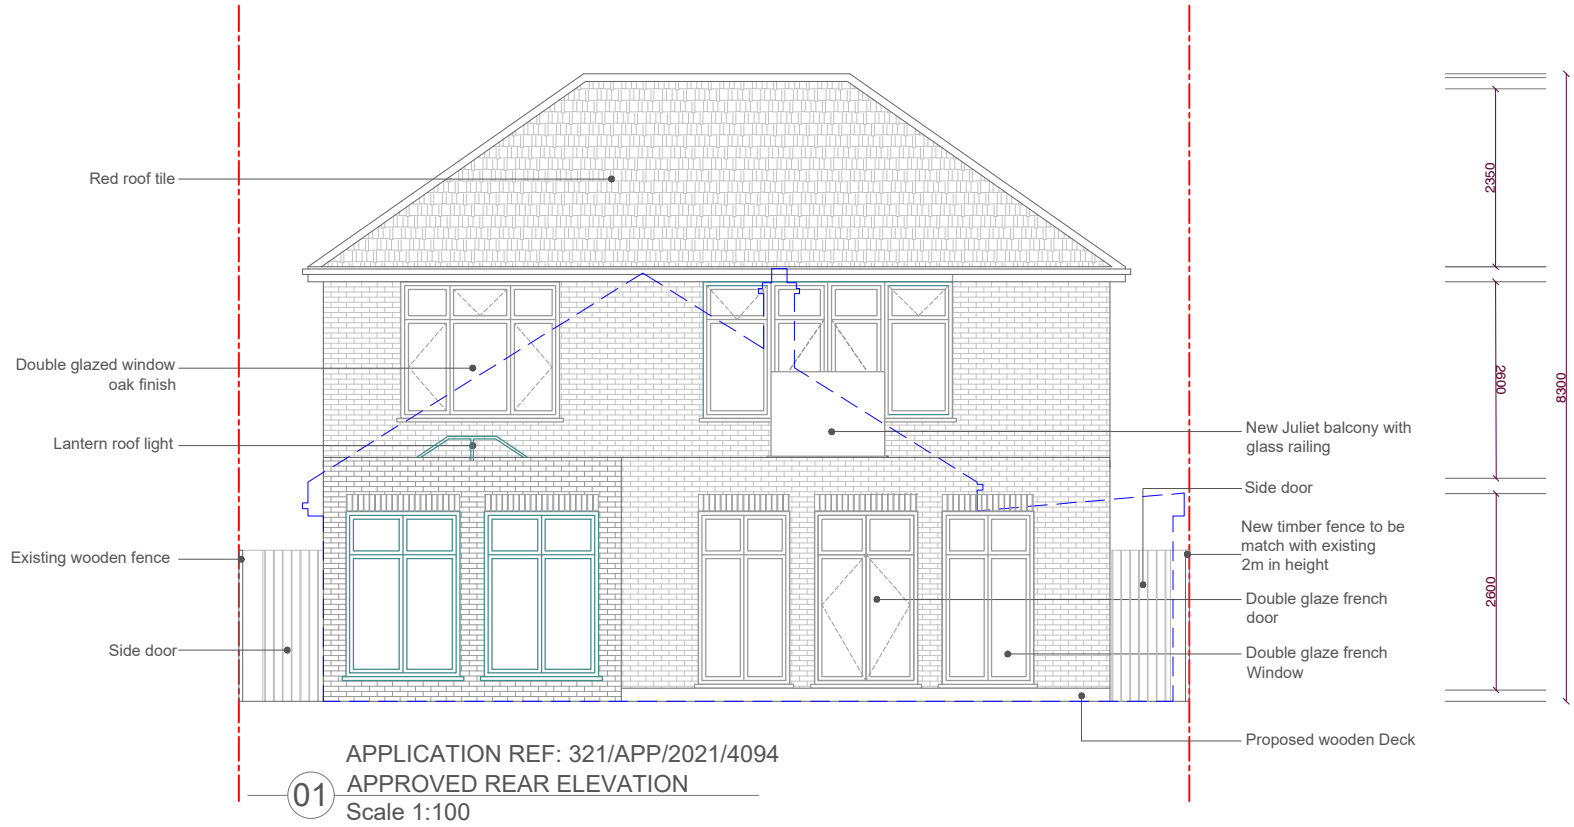 Red roof tile
Double glazed window
oak finish
Lantern roof light
Existing wooden fence
Side door
New Juliet balcony with
glass railing
Side door
New timber fence to be
match with existing
2m in height
Double glaze french
door
Double glaze french
Window
Proposed wooden Deck
2350
2600
2600
8300
APPLICATION REF: 321/APP/2021/4094
01
APPROVED REAR ELEVATION
Scale 1:100